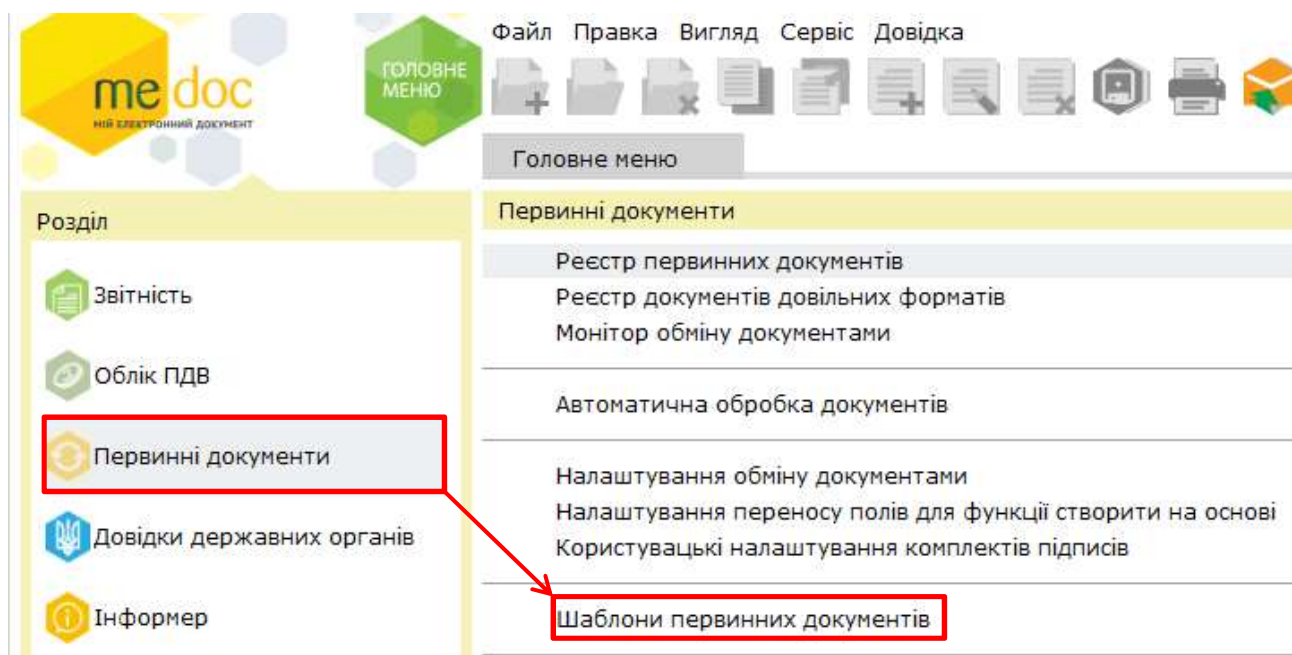 Файл Правка Вигляд Сервіс Довідка
me doc
МІЙ ЕЛЕКТРОННИЙ ДОКУМЕНТ
ГОЛОВНЕ
МЕНЮ
Головне меню
Розділ
Звітність
Облік ПДВ
Первинні документи
Довідки державних органів
Інформер
Первинні документи
Реєстр первинних документів
Реєстр документів довільних форматів
Монітор обміну документами
Автоматична обробка документів
Налаштування обміну документами
Налаштування переносу полів для функції створити на основі
Користувацькі налаштування комплектів підписів
Шаблони первинних документів